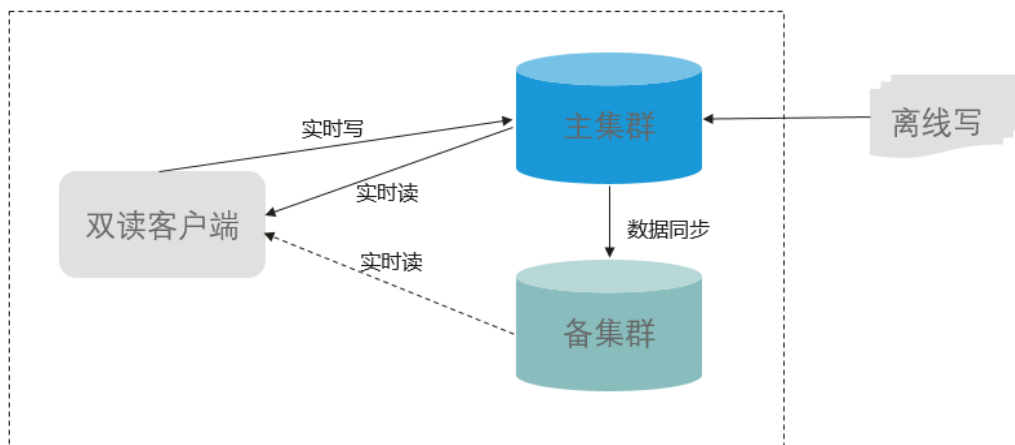 实时写
主集群
离线写
实时读
双读客户端
数据同步
实时读
备集群